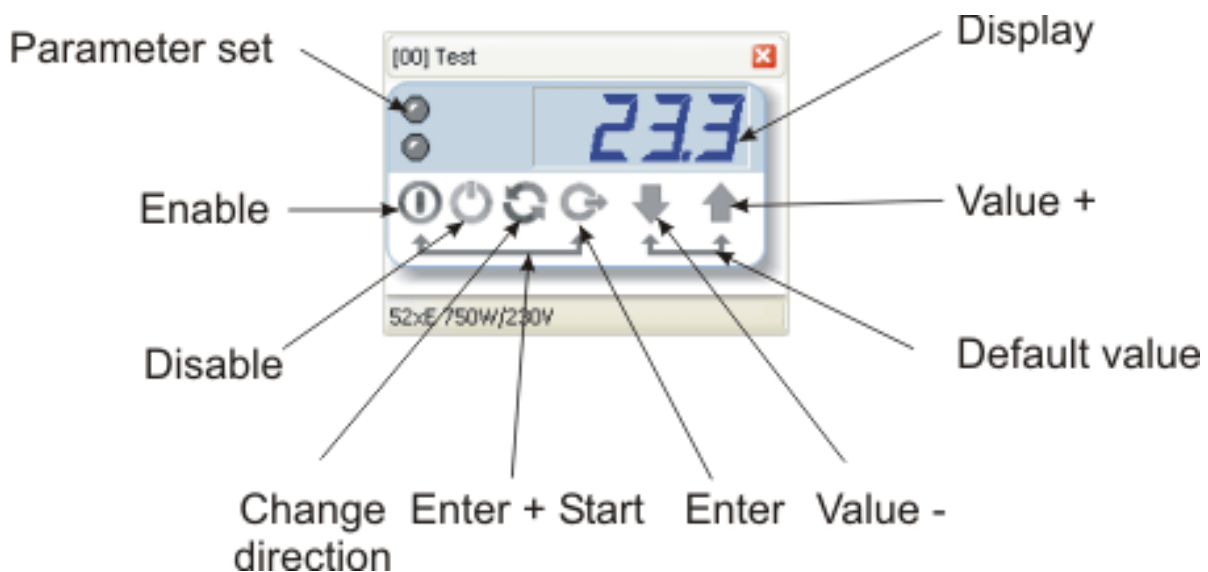 Parameter set
Display
[00] Test
23.3
Enable
Value +
52xE 750W/230V
Disable
Default value
Change direction
Enter + Start
Enter
Value -